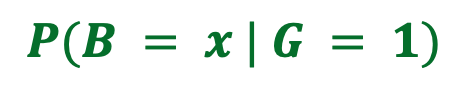 P(B = x | G = 1)